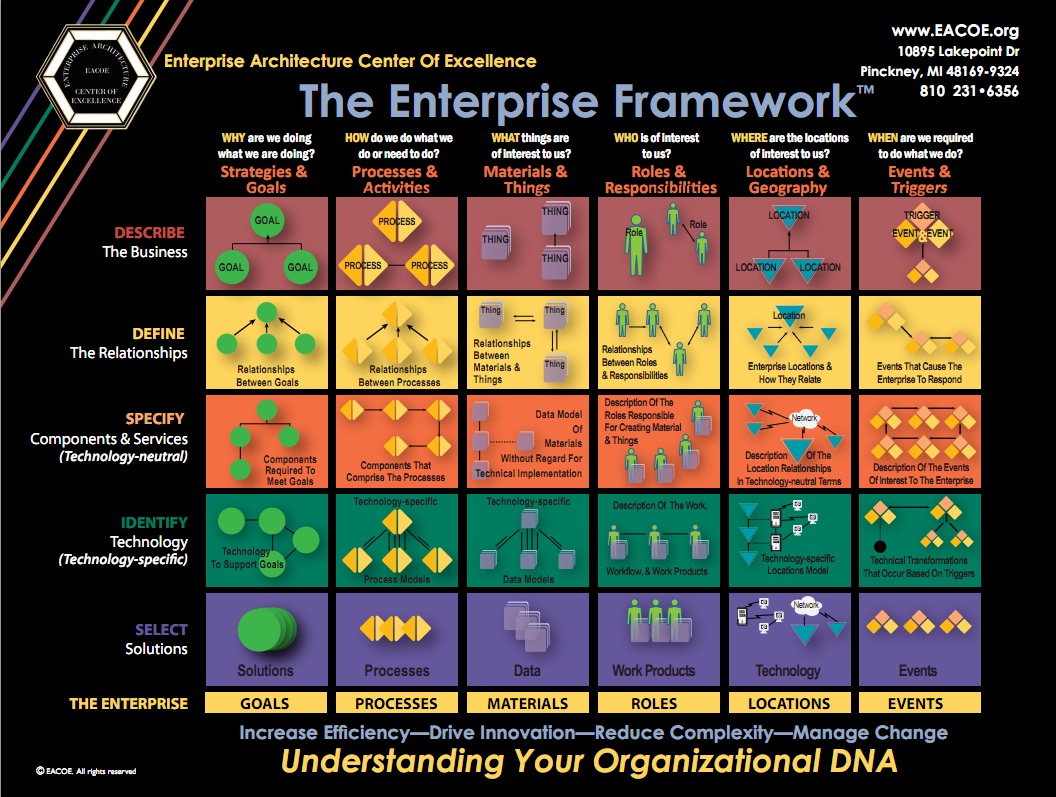 ENTERPRISE ARCHITECTURE
EACOE
CENTER OF
EXCELLENCE
Enterprise Architecture Center Of Excellence
www.EACOE.org
10895 Lakepoint Dr
Pinckney, MI 48169-9324
810 231•6356
The Enterprise Framework™
WHY are we doing
what we are doing?
Strategies &
Goals
HOW do we do what we
do or need to do?
Processes &
Activities
WHAT things are
of interest to us?
Materials &
Things
WHO is of interest
to us?
Roles &
Responsibilities
WHERE are the locations
of interest to us?
Locations &
Geography
WHEN are we required
to do what we do?
Events &
Triggers
DESCRIBE
The Business
GOAL
GOAL GOAL
PROCESS
PROCESS PROCESS
THING
THING
THING
Role
Role
Role
LOCATION
LOCATION LOCATION
TRIGGER
EVENT & EVENT
DEFINE
The Relationships
Relationships
Between Goals
Relationships
Between Processes
Thing Thing
Thing
Relationships
Between
Materials &
Things
Relationships
Between Roles
& Responsibilities
Location
Enterprise Locations &
How They Relate
Events That Cause The
Enterprise To Respond
SPECIFY
Components & Services
(Technology-neutral)
Components
Required To
Meet Goals
Components That
Comprise The Processes
Data Model
Of
Materials
Without Regard For
Technical Implementation
Description Of The
Roles Responsible
For Creating Material
& Things
Network
Description Of The
Location Relationships
In Technology-neutral Terms
Description Of The Events
Of Interest To The Enterprise
IDENTIFY
Technology
(Technology-specific)
Technology
To Support Goals
Technology-specific
Process Models
Technology-specific
Data Models
Description Of The Work,
Workflow, & Work Products
Technology-specific
Locations Model
Technical Transformations
That Occur Based On Triggers
SELECT
Solutions
Solutions
Processes
Data
Work Products
Network
Technology
Events
THE ENTERPRISE
GOALS
PROCESSES
MATERIALS
ROLES
LOCATIONS
EVENTS
Increase Efficiency—Drive Innovation—Reduce Complexity—Manage Change
Understanding Your Organizational DNA
© EACOE. All rights reserved